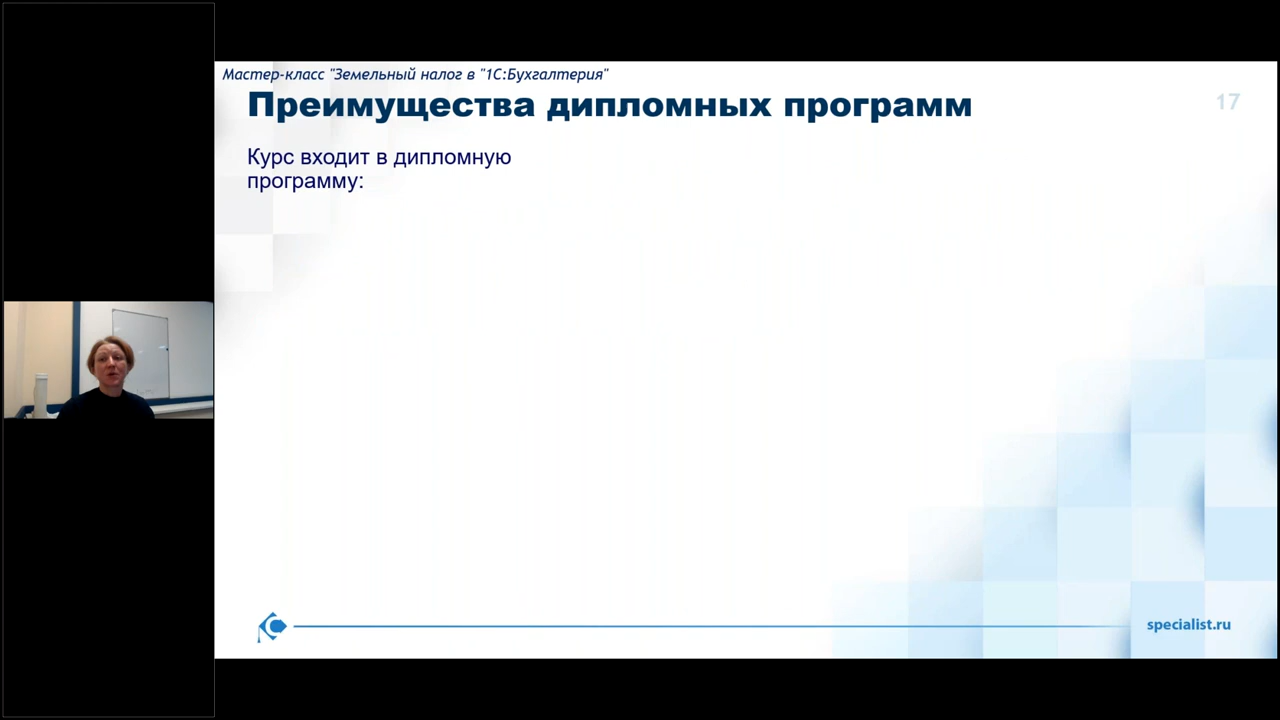 Мастер-класс "Земельный налог в "1С:Бухгалтерия"
Преимущества дипломных программ
17
Курс входит в дипломную
программу:
specialist.ru